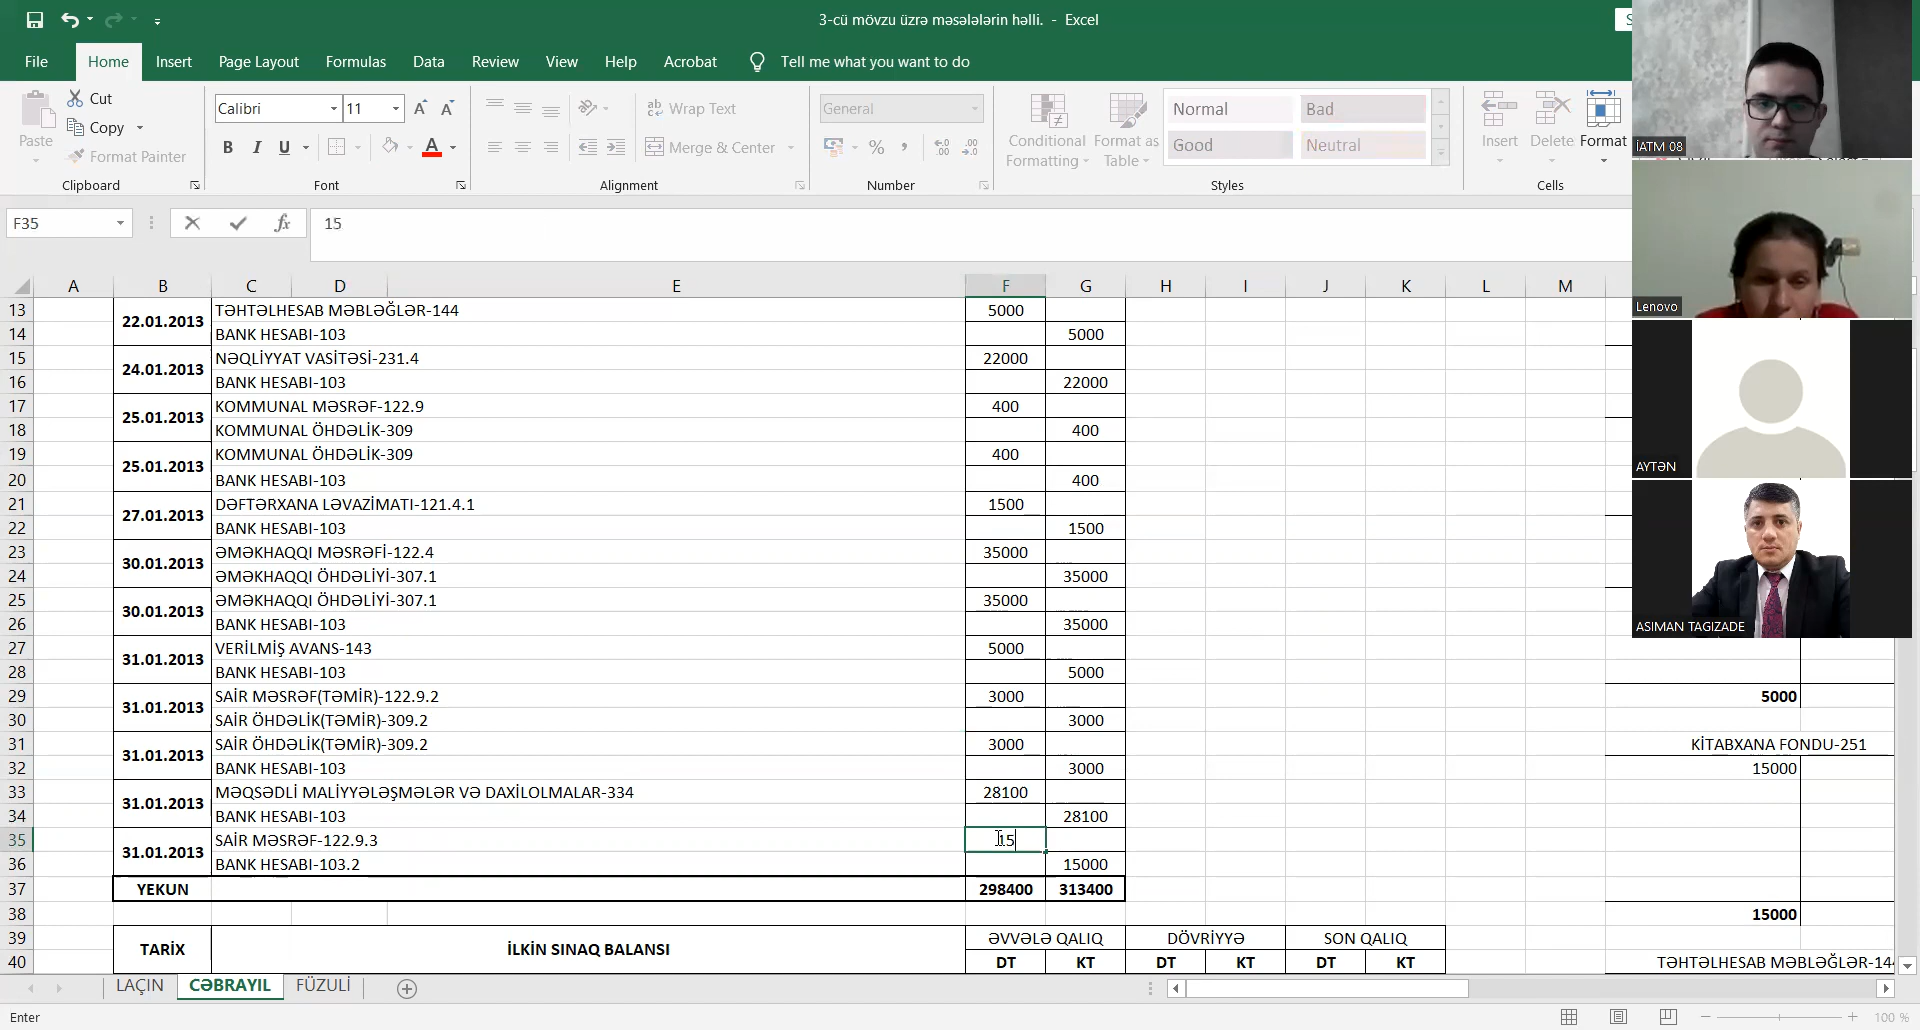 3-cü mövzu üzrə məsələlərin həlli. - Excel
File Home Insert Page Layout Formulas Data Review View Help Acrobat Tell me what you want to do
Cut
Copy
Format Painter
Paste
Clipboard
Calibri 11
B I U
Font
Wrap Text
Merge & Center
Alignment
General
Number
Conditional Formatting
Format as Table
Normal Bad
Good Neutral
Styles
Insert Delete Format
Cells
F35 fx 15
A B C D E F G H I J K L M
13 22.01.2013 TƏHTƏLHESAB MƏBLƏĞLƏR-144 5000
14 BANK HESABI-103 5000
15 24.01.2013 NƏQLİYYAT VASİTƏSİ-231.4 22000
16 BANK HESABI-103 22000
17 25.01.2013 KOMMUNAL MƏSRƏF-122.9 400
18 KOMMUNAL ÖHDƏLİK-309 400
19 25.01.2013 KOMMUNAL ÖHDƏLİK-309 400
20 BANK HESABI-103 400
21 27.01.2013 DƏFTƏRXANA LƏVAZİMATI-121.4.1 1500
22 BANK HESABI-103 1500
23 30.01.2013 ƏMƏKHAQQI MƏSRƏFİ-122.4 35000
24 ƏMƏKHAQQI ÖHDƏLİYİ-307.1 35000
25 30.01.2013 ƏMƏKHAQQI ÖHDƏLİYİ-307.1 35000
26 BANK HESABI-103 35000
27 31.01.2013 VERİLMİŞ AVANS-143 5000
28 BANK HESABI-103 5000
29 31.01.2013 SAİR MƏSRƏF(TƏMİR)-122.9.2 3000 5000
30 SAİR ÖHDƏLİK(TƏMİR)-309.2 3000
31 31.01.2013 SAİR ÖHDƏLİK(TƏMİR)-309.2 3000 KİTABXANA FONDU-251
32 BANK HESABI-103 3000 15000
33 31.01.2013 MƏQSƏDLİ MALİYYƏLƏŞMƏLƏR VƏ DAXİLOLMALAR-334 28100
34 BANK HESABI-103 28100
35 31.01.2013 SAİR MƏSRƏF-122.9.3 15
36 BANK HESABI-103.2 15000
37 YEKUN 298400 313400
38 15000
39 TARİX İLKİN SINAQ BALANSI ƏVVƏLƏ QALIQ DÖVRİYYƏ SON QALIQ
40 DT KT DT KT DT KT TƏHTƏLHESAB MƏBLƏĞLƏR-144
LAÇIN CƏBRAYIL FÜZULİ
Enter 100 %
İATM 08
Lenovo
AYTƏN
ASIMAN TAGIZADE